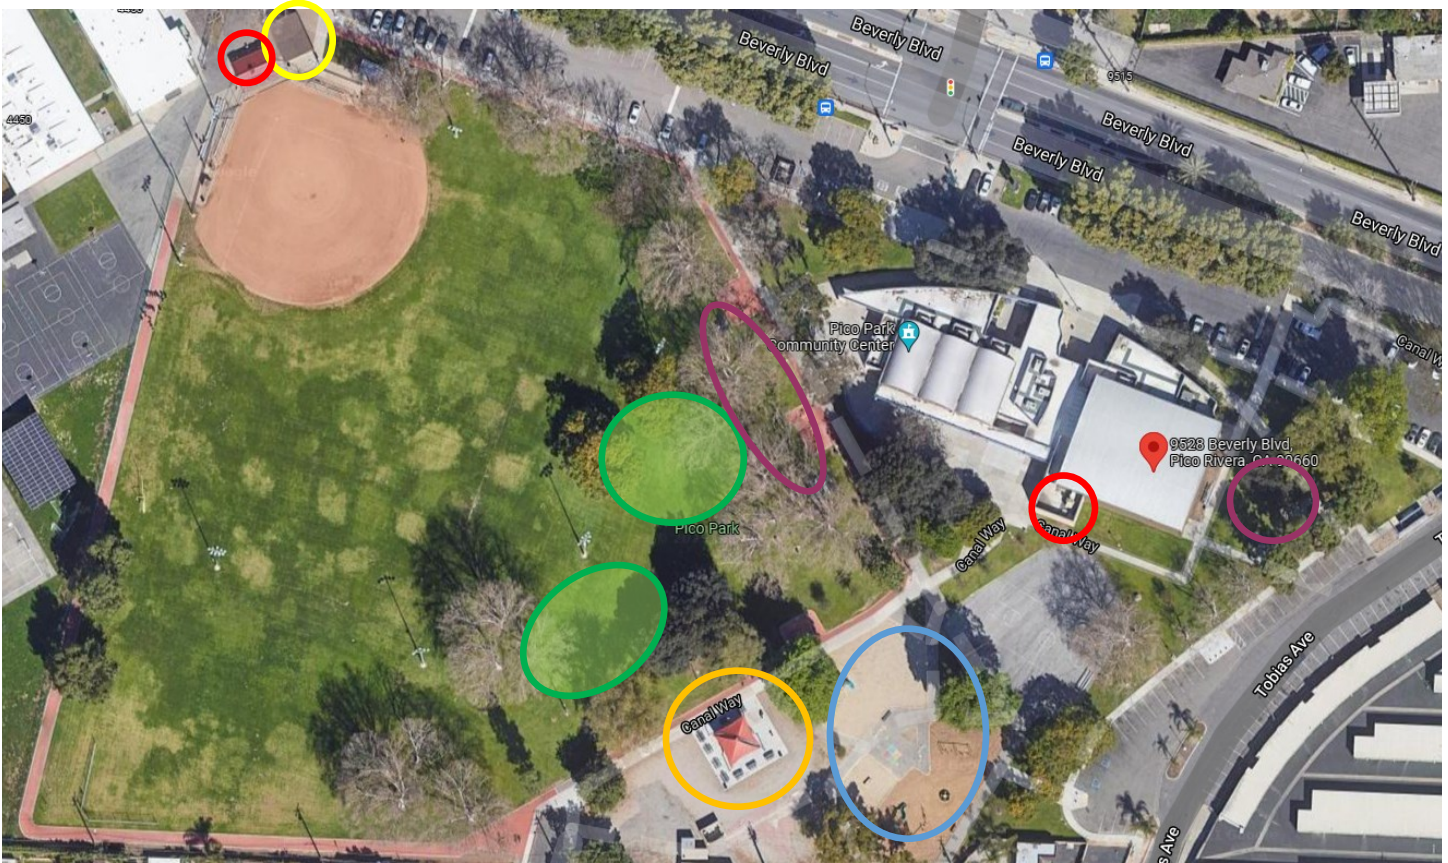 4450
Beverly Blvd
Beverly Blvd
9515
4450
Beverly Blvd
Beverly Blvd
Beverly Blvd
Pico Park
Community Center
Canal W
9528 Beverly Blvd,
Pico Rivera, CA 90660
Pico Park
Canal Way
Canal Way
Tobias Ave
Canal Way
s Ave